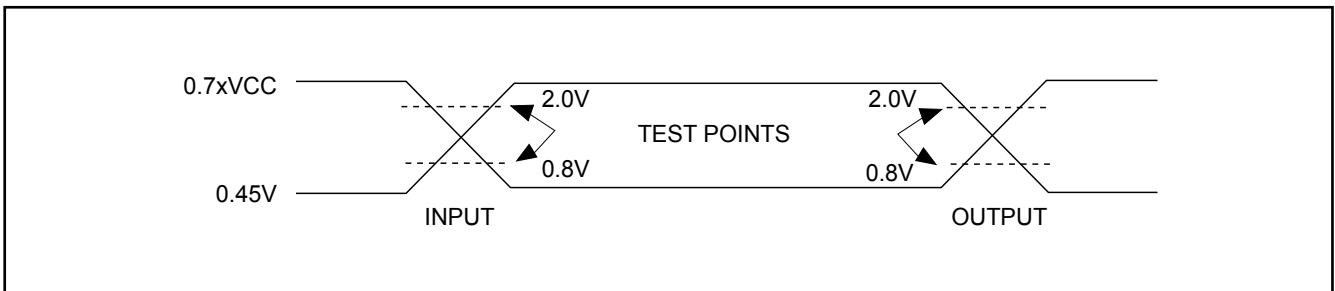 0.7xVCC
2.0V
2.0V
TEST POINTS
0.8V
0.8V
0.45V
INPUT
OUTPUT